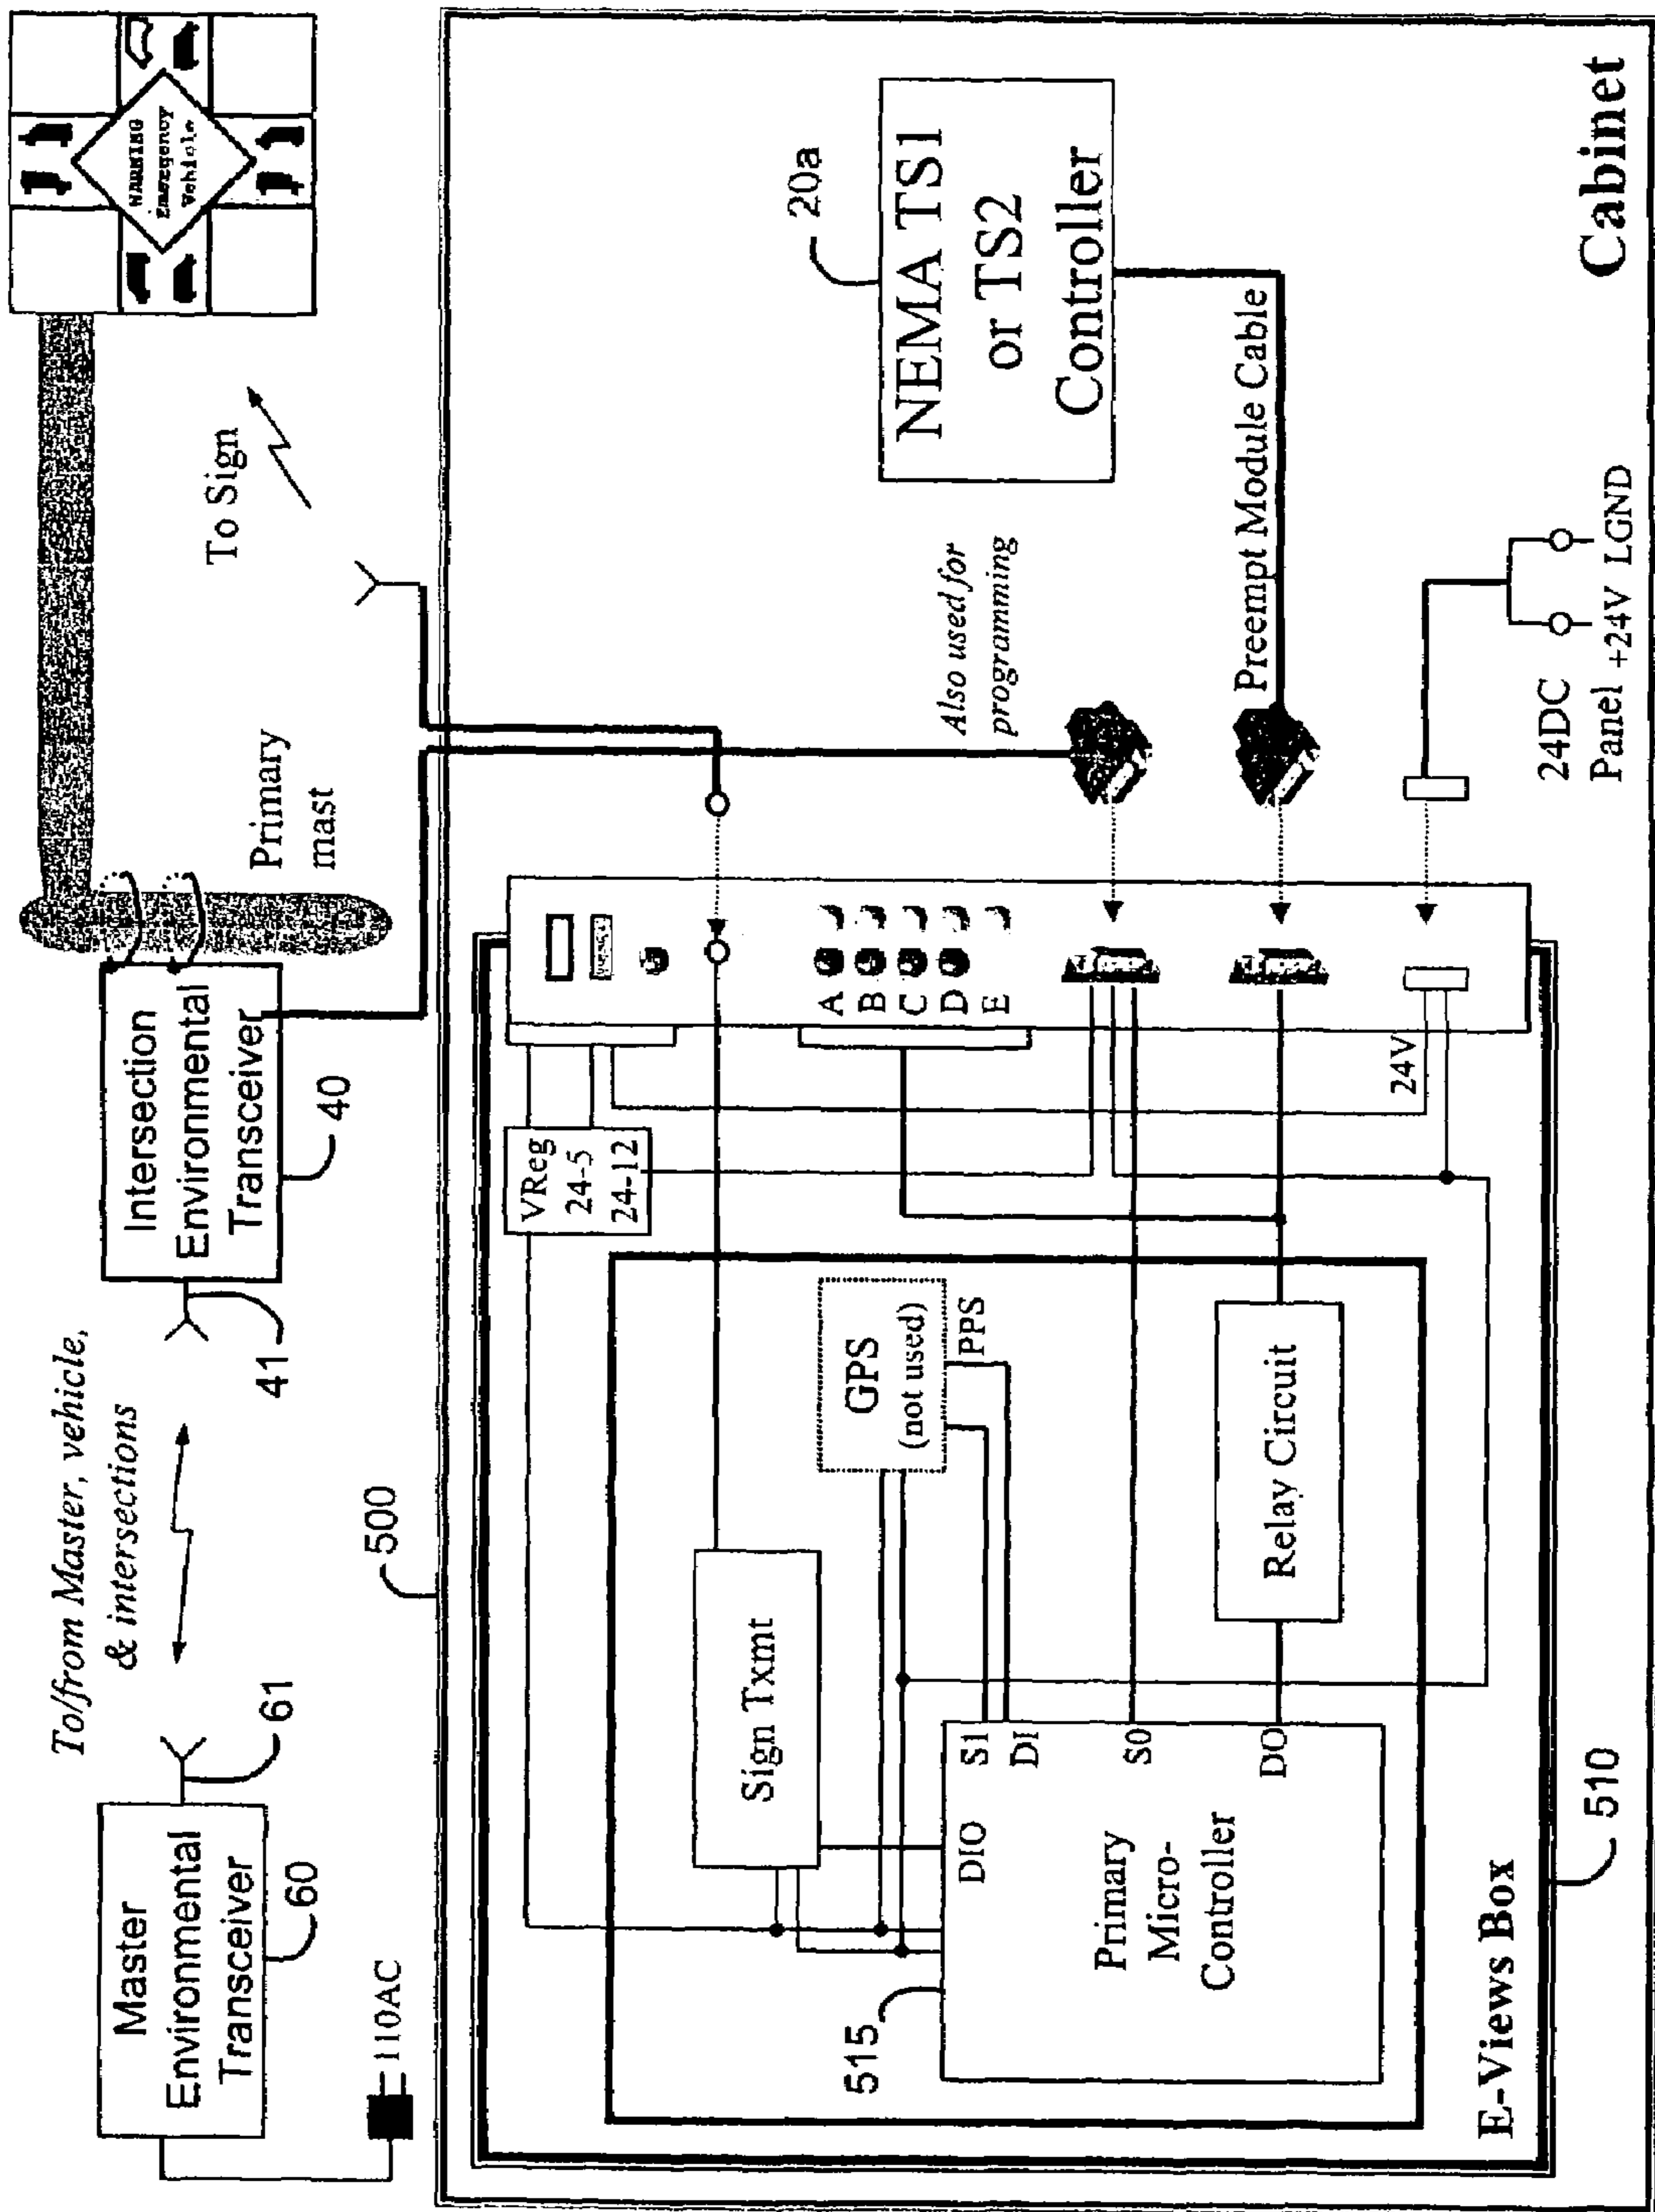 Master
Environmental
Transceiver
60
61
110AC
To/from Master, vehicle,
& intersections
Intersection
Environmental
Transceiver
40
41
Primary
mast
To Sign
WARNING
Emergency
Vehicle
500
Cabinet
E-Views Box
510
515
Primary
Micro-
Controller
DIO
S1
DI
S0
DO
Sign Txmt
GPS
(not used)
PPS
Relay Circuit
VReg
24-5
24-12
A
B
C
D
E
24V
Also used for
programming
Preempt Module Cable
NEMA TS1
or TS2
Controller
20a
24DC
Panel +24V LGND